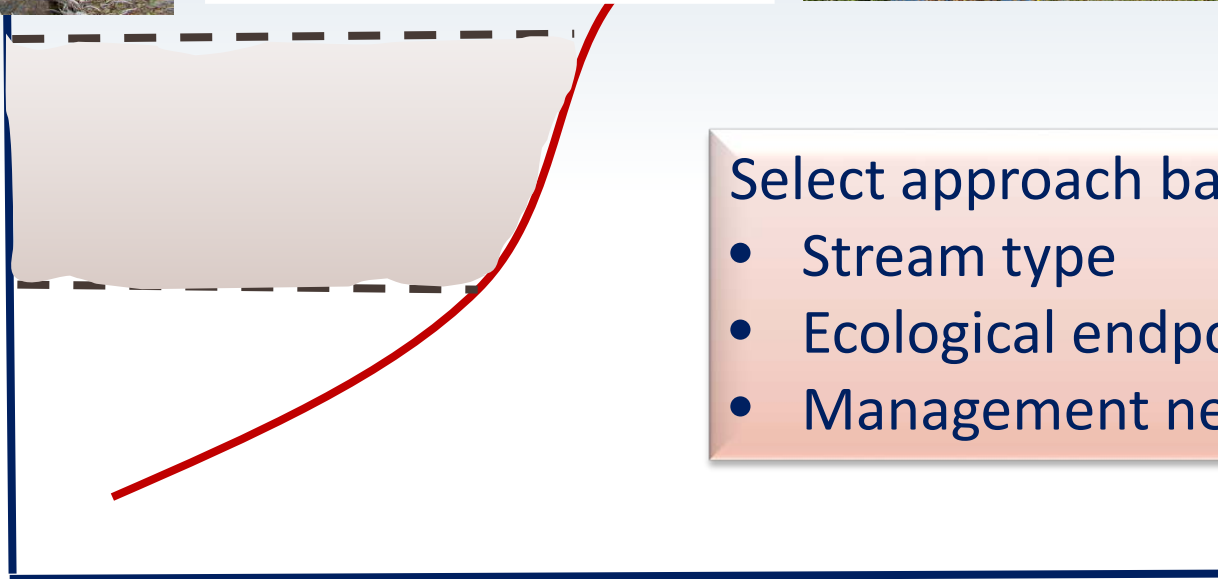 Select approach ba
• Stream type
• Ecological endpo
• Management ne